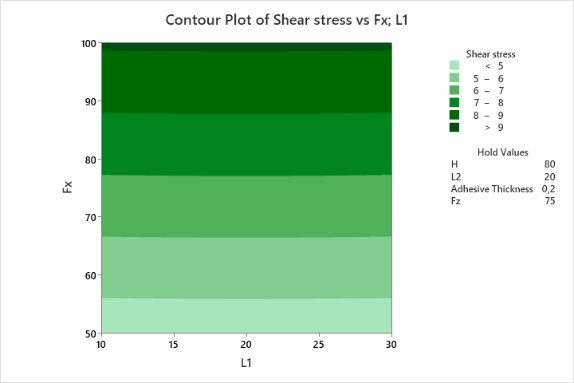 Contour Plot of Shear stress vs Fx; L1
Shear stress
< 5
5 – 6
6 – 7
7 – 8
8 – 9
> 9
Hold Values
H 80
L2 20
Adhesive Thickness 0,2
Fz 75
Fx
100
90
80
70
60
50
10 15 20 25 30
L1